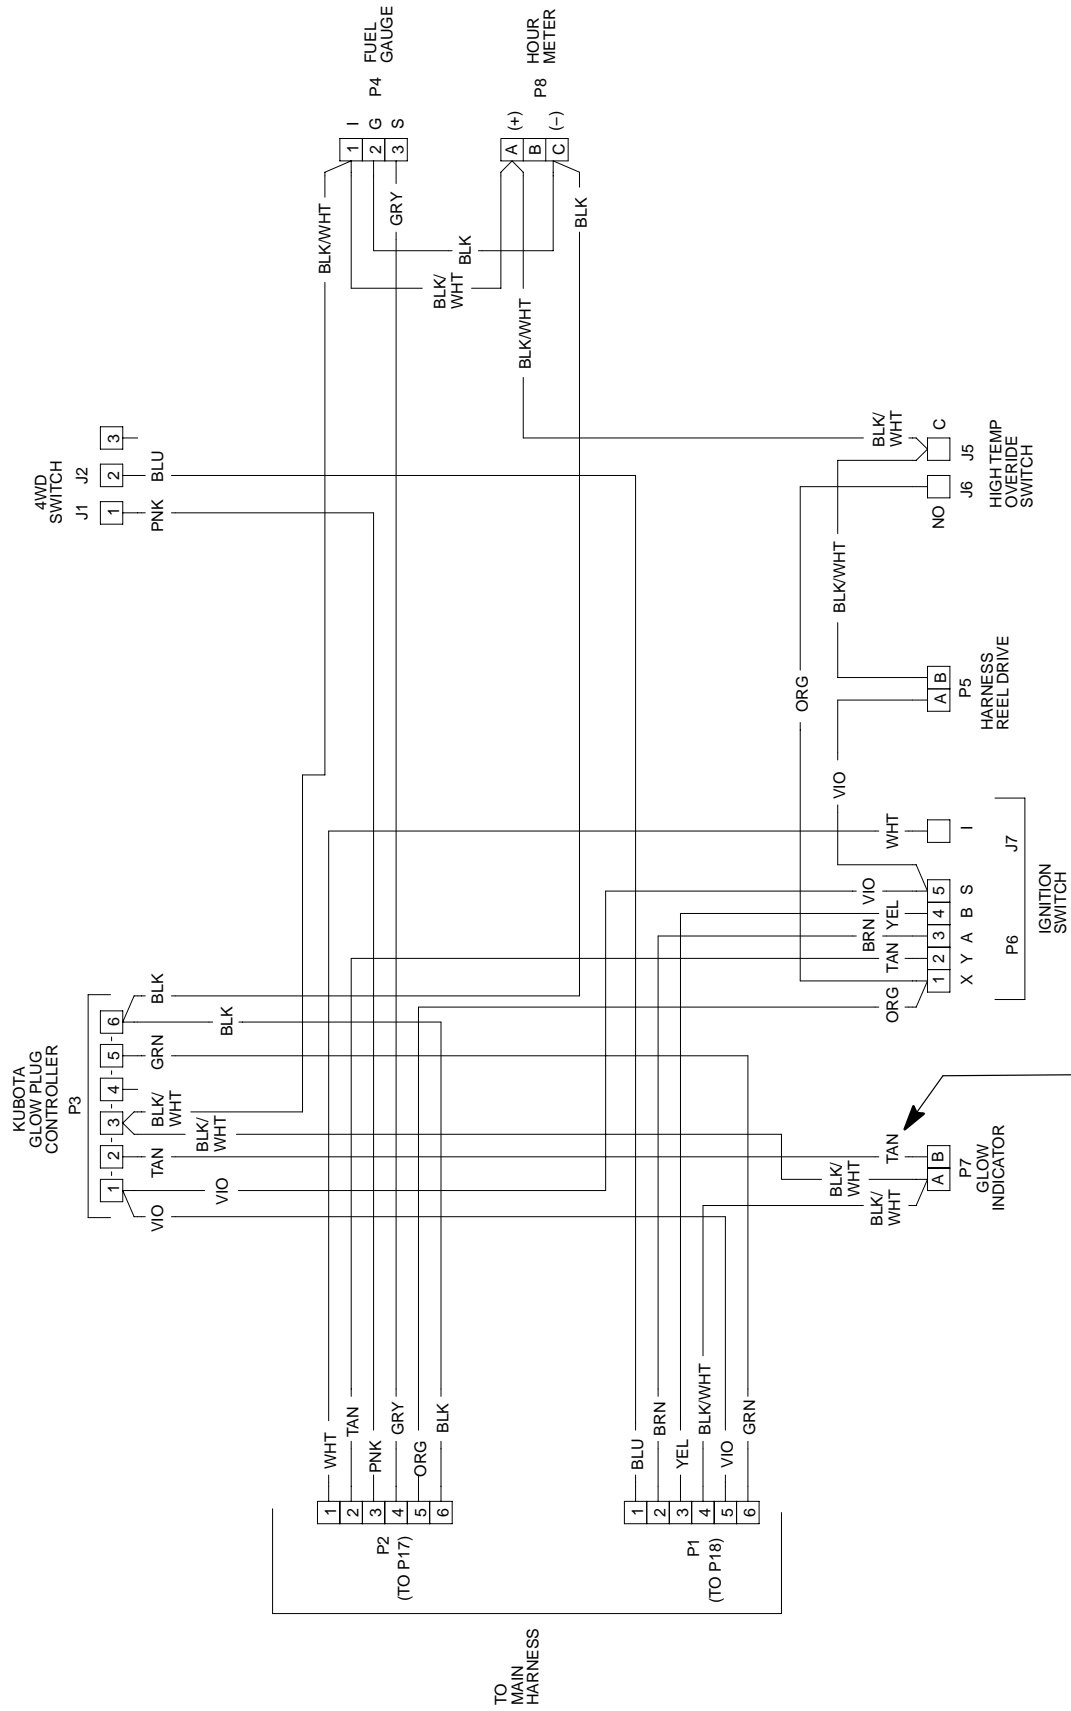 TO
MAIN
HARNESS
P2
(TO P17)
1
2
3
4
5
6
WHT
TAN
PNK
GRY
ORG
BLK
P1
(TO P18)
1
2
3
4
5
6
BLU
BRN
YEL
BLK/WHT
VIO
GRN
KUBOTA
GLOW PLUG
CONTROLLER
P3
1
2
3
4
5
6
VIO
VIO
TAN
BLK/
WHT
BLK/
WHT
GRN
BLK
BLK
4WD
SWITCH
J1
J2
1
2
3
PNK
BLU
P4
FUEL
GAUGE
1
2
3
I
G
S
BLK/WHT
GRY
BLK
BLK/
WHT
P8
HOUR
METER
A
B
C
(+)
(–)
BLK
BLK/WHT
BLK/
WHT
C
J5
J6
NO
HIGH TEMP
OVERIDE
SWITCH
BLK/WHT
ORG
A
B
P5
HARNESS
REEL DRIVE
VIO
WHT
I
J7
VIO
YEL
BRN
TAN
ORG
1
2
3
4
5
X
Y
A
B
S
P6
IGNITION
SWITCH
TAN
BLK/
WHT
BLK/
WHT
A
B
P7
GLOW
INDICATOR